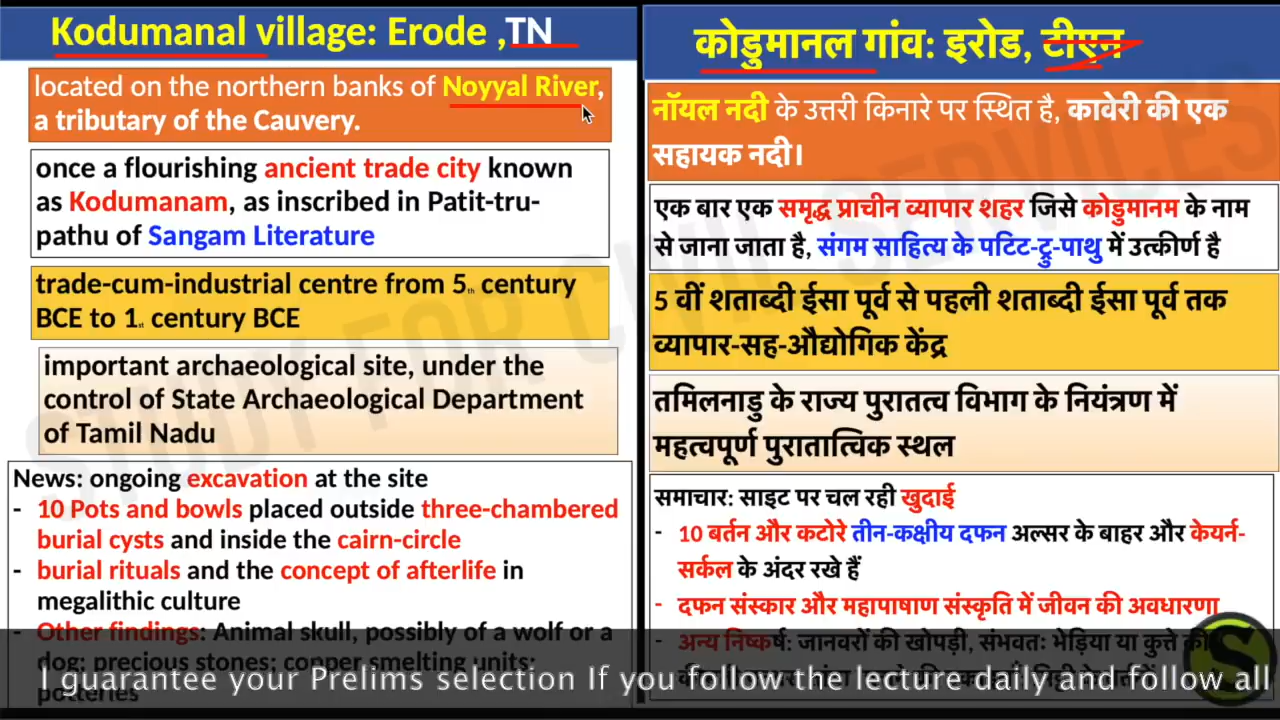 Kodumanal village: Erode ,TN
located on the northern banks of Noyyal River,
a tributary of the Cauvery.
once a flourishing ancient trade city known
as Kodumanam, as inscribed in Patit-tru-
pathu of Sangam Literature
trade-cum-industrial centre from 5th century
BCE to 1st century BCE
important archaeological site, under the
control of State Archaeological Department
of Tamil Nadu
News: ongoing excavation at the site
- 10 Pots and bowls placed outside three-chambered
burial cysts and inside the cairn-circle
- burial rituals and the concept of afterlife in
megalithic culture
- Other findings: Animal skull, possibly of a wolf or a
dog; precious stones; copper smelting units;
potteries
कोडुमानल गांव: इरोड, टीएन
नॉयल नदी के उत्तरी किनारे पर स्थित है, कावेरी की एक
सहायक नदी।
एक बार एक समृद्ध प्राचीन व्यापार शहर जिसे कोडुमानम के नाम
से जाना जाता है, संगम साहित्य के पटिट-ट्रु-पाथु में उत्कीर्ण है
5 वीं शताब्दी ईसा पूर्व से पहली शताब्दी ईसा पूर्व तक
व्यापार-सह-औद्योगिक केंद्र
तमिलनाडु के राज्य पुरातत्व विभाग के नियंत्रण में
महत्वपूर्ण पुरातात्विक स्थल
समाचार: साइट पर चल रही खुदाई
- 10 बर्तन और कटोरे तीन-कक्षीय दफन अल्सर के बाहर और केयर्न-
सर्कल के अंदर रखे हैं
- दफन संस्कार और महापाषाण संस्कृति में जीवन की अवधारणा
- अन्य निष्कर्ष: जानवरों की खोपड़ी, संभवतः भेड़िया या कुत्ते की
I guarantee your Prelims selection If you follow the lecture daily and follow all
STUDY FOR CIVIL SERVICES
S